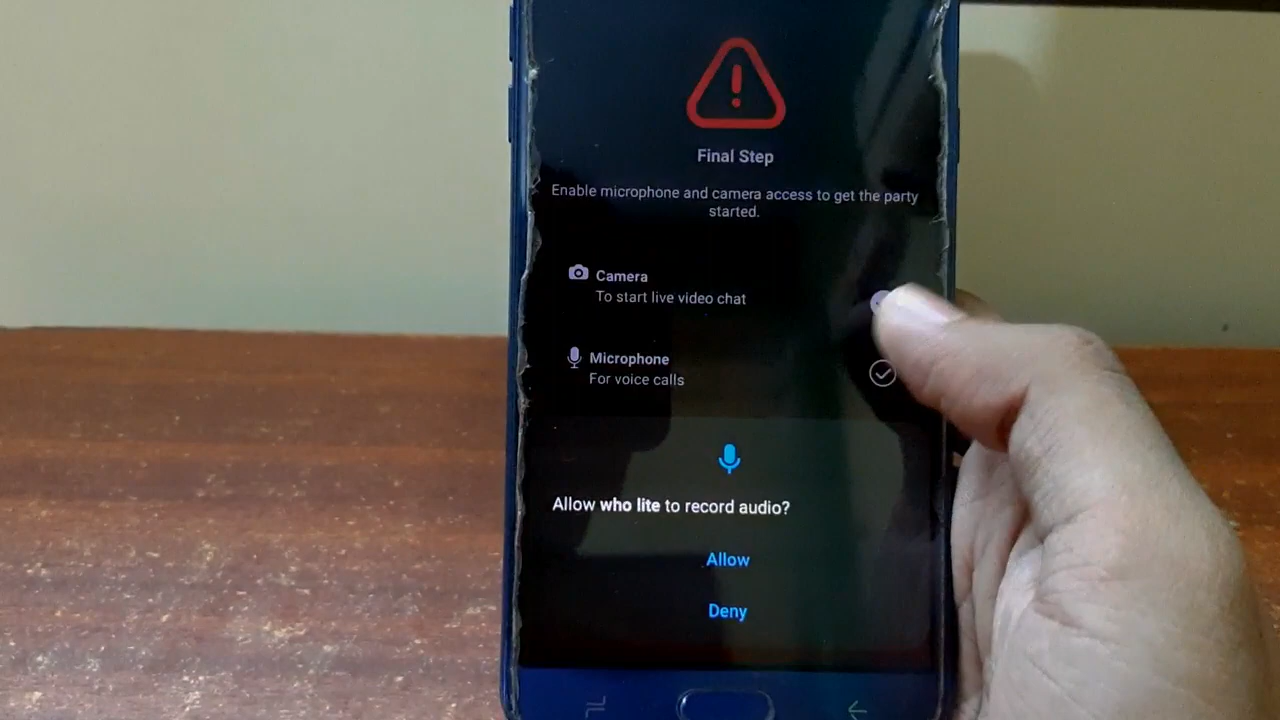 Final Step
Enable microphone and camera access to get the party
started.
Camera
To start live video chat
Microphone
For voice calls
Allow who lite to record audio?
Allow
Deny